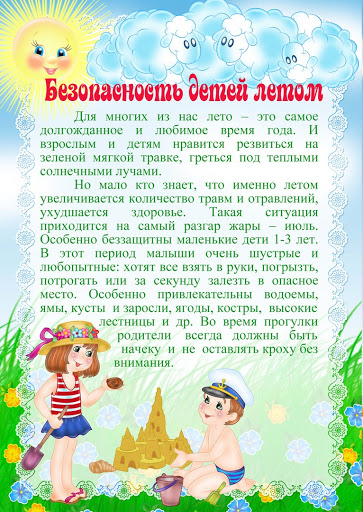 Безопасность детей летом
Для многих из нас лето – это самое
долгожданное и любимое время года. И
взрослым и детям нравится резвиться на
зеленой мягкой травке, греться под теплыми
солнечными лучами.
Но мало кто знает, что именно летом
увеличивается количество травм и отравлений,
ухудшается здоровье. Такая ситуация
приходится на самый разгар жары – июль.
Особенно беззащитны маленькие дети 1-3 лет.
В этот период малыши очень шустрые и
любопытные: хотят все взять в руки, погрызть,
потрогать или за секунду залезть в опасное
место. Особенно привлекательны водоемы,
ямы, кусты и заросли, ягоды, костры, высокие
лестницы и др. Во время прогулки
родители всегда должны быть
начеку и не оставлять кроху без
внимания.